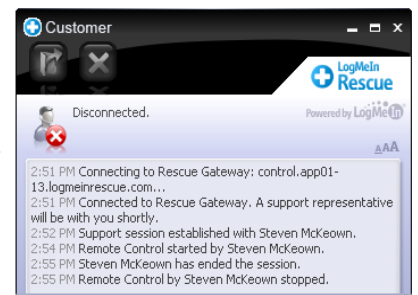 Customer
LogMeIn
Rescue
Disconnected.
Powered by LogMeIn
AAA
2:51 PM Connecting to Rescue Gateway: control.app01-
13.logmeinrescue.com...
2:51 PM Connected to Rescue Gateway. A support representative
will be with you shortly.
2:52 PM Support session established with Steven McKeown.
2:54 PM Remote Control started by Steven McKeown.
2:55 PM Steven McKeown has ended the session.
2:55 PM Remote Control by Steven McKeown stopped.